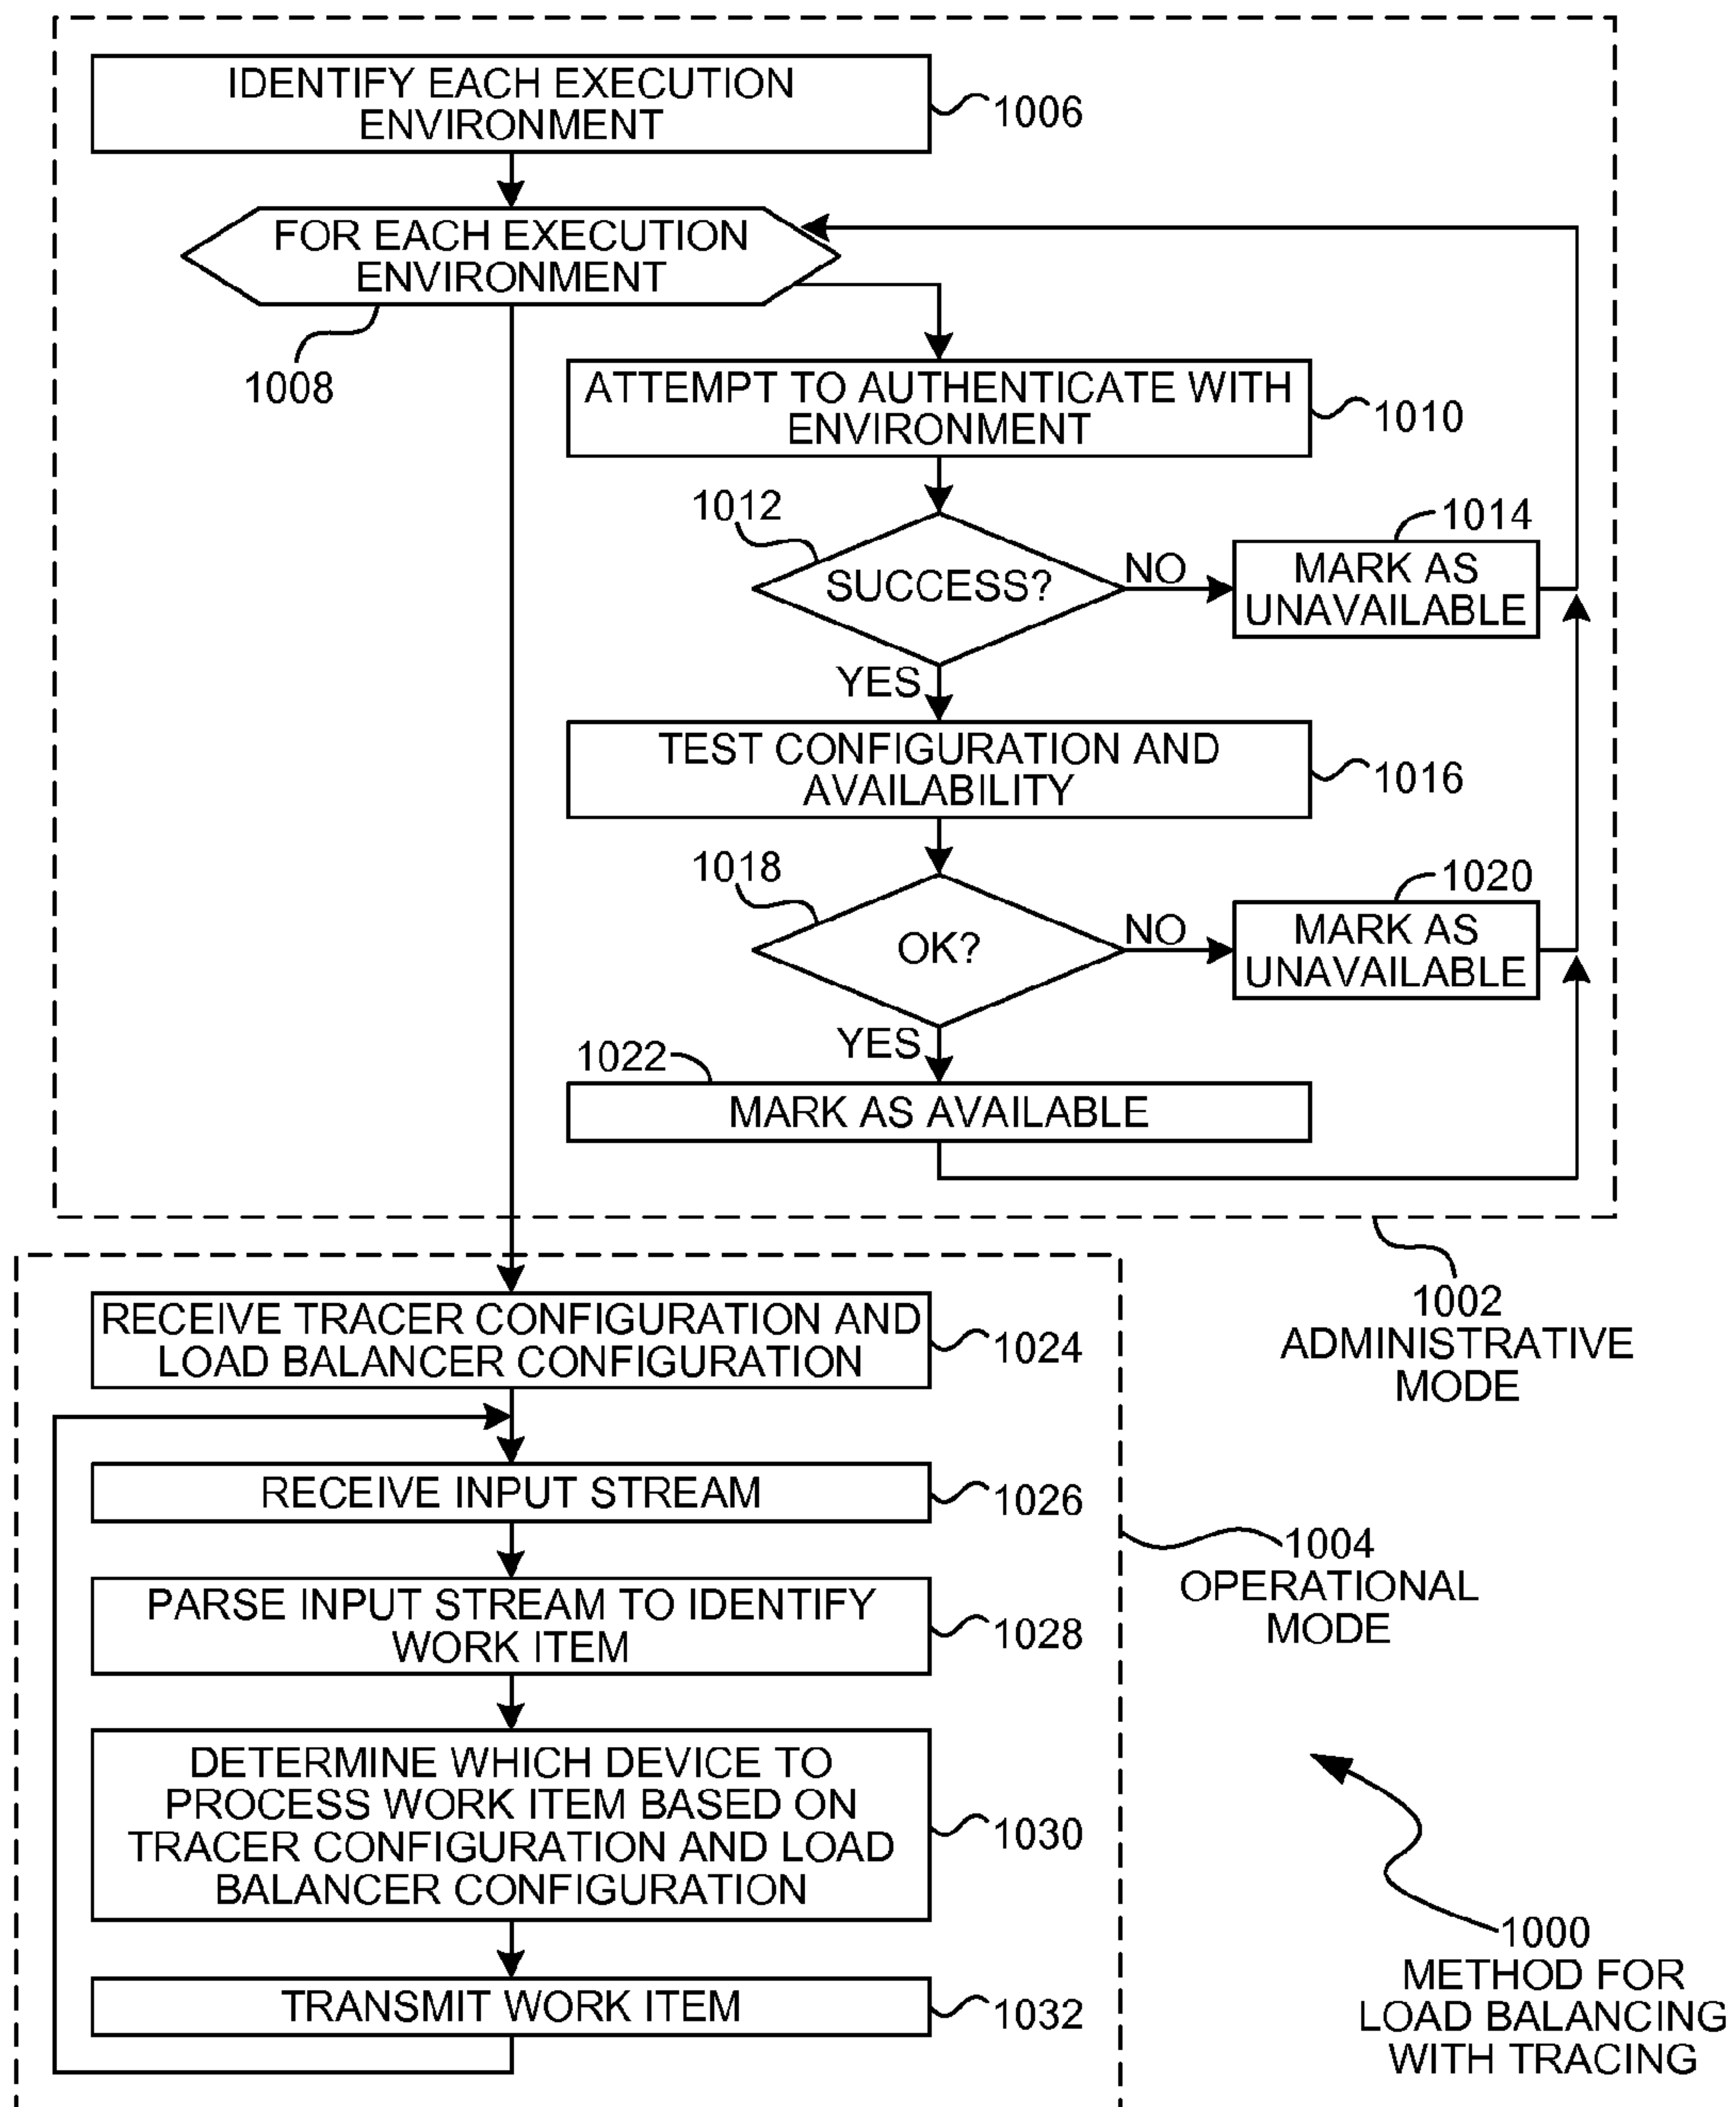 IDENTIFY EACH EXECUTION
ENVIRONMENT
1006
FOR EACH EXECUTION
ENVIRONMENT
1008
ATTEMPT TO AUTHENTICATE WITH
ENVIRONMENT
1010
1012
SUCCESS?
NO
1014
MARK AS
UNAVAILABLE
YES
TEST CONFIGURATION AND
AVAILABILITY
1016
1018
OK?
NO
1020
MARK AS
UNAVAILABLE
YES
1022
MARK AS AVAILABLE
1002
ADMINISTRATIVE
MODE
RECEIVE TRACER CONFIGURATION AND
LOAD BALANCER CONFIGURATION
1024
RECEIVE INPUT STREAM
1026
1004
OPERATIONAL
MODE
PARSE INPUT STREAM TO IDENTIFY
WORK ITEM
1028
DETERMINE WHICH DEVICE TO
PROCESS WORK ITEM BASED ON
TRACER CONFIGURATION AND LOAD
BALANCER CONFIGURATION
1030
TRANSMIT WORK ITEM
1032
1000
METHOD FOR
LOAD BALANCING
WITH TRACING